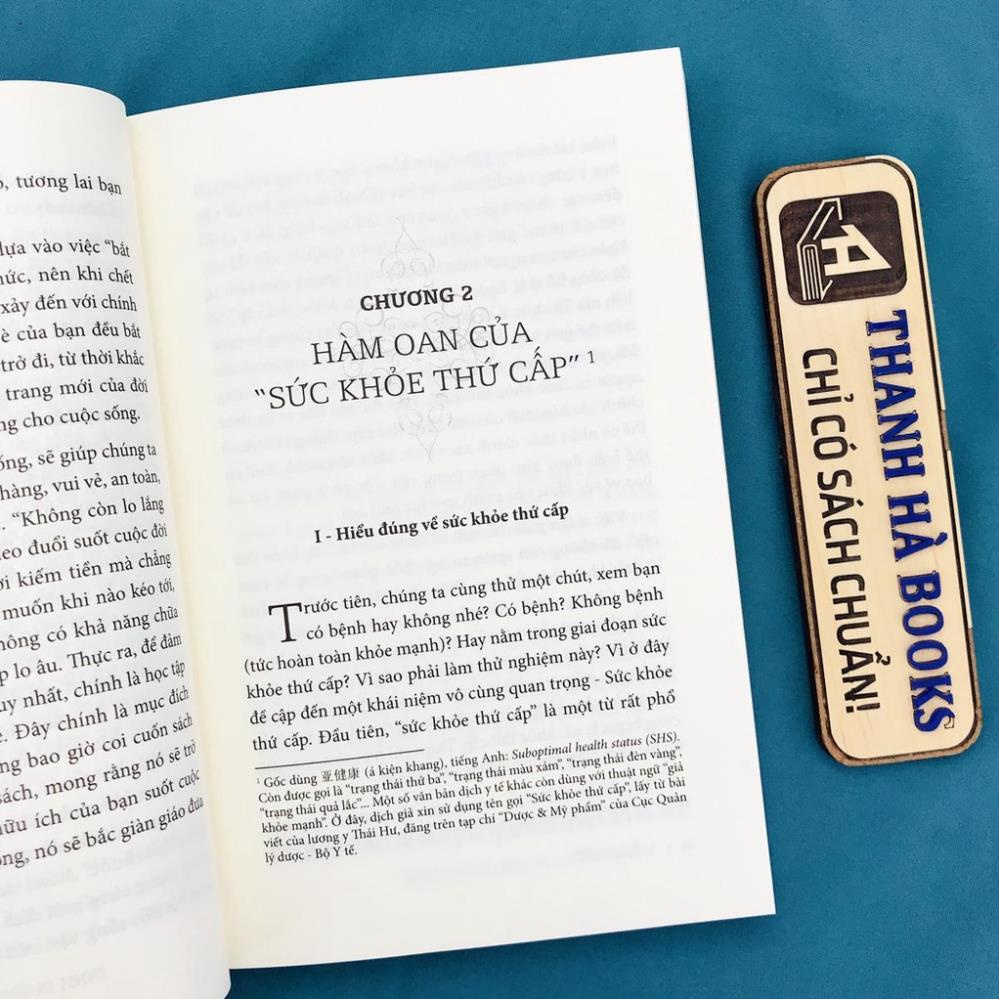 ó, tương lai bạn
lựa vào việc “bắt
hức, nên khi chết
xảy đến với chính
è của bạn đều bắt
trở đi, từ thời khắc
trang mới của đời
ng cho cuộc sống.
ống, sẽ giúp chúng ta
hàng, vui vẻ, an toàn,
“Không còn lo lắng
eo đuổi suốt cuộc đời
ời kiếm tiền mà chẳng
muốn khi nào kéo tới,
hông có khả năng chữa
p lo âu. Thực ra, để đảm
uy nhất, chính là học tập
e. Đây chính là mục đích
ng bao giờ coi cuốn sách
sách, mong rằng nó sẽ trò
hữu ích của bạn suốt cuộc
ong, nó sẽ bắc giàn giáo đưa
CHƯƠNG 2
HÀM OAN CỦA
“SỨC KHỎE THỨ CẤP” 1
I - Hiểu đúng về sức khỏe thứ cấp
Trước tiên, chúng ta cùng thử một chút, xem bạn
có bệnh hay không nhé? Có bệnh? Không bệnh
(tức hoàn toàn khỏe mạnh)? Hay nằm trong giai đoạn sức
khỏe thứ cấp? Vì sao phải làm thử nghiệm này? Vì ở đây
đề cập đến một khái niệm vô cùng quan trọng - Sức khỏe
thứ cấp. Đầu tiên, “sức khỏe thứ cấp” là một từ rất phổ
1 Gốc dùng 亚健康 (á kiện khang), tiếng Anh: Suboptimal health status (SHS).
Còn được gọi là “trạng thái thứ ba”, “trạng thái màu xám”, “trạng thái đèn vàng”,
“trạng thái quả lắc”... Một số văn bản dịch y tế khác còn dùng với thuật ngữ “giả
khỏe mạnh”. Ở đây, dịch giả xin sử dụng tên gọi “Sức khỏe thứ cấp”, lấy từ bài
viết của lương y Thái Hư, đăng trên tạp chí “Dược & Mỹ phẩm” của Cục Quản
lý dược - Bộ Y tế.
A
THANH HÀ BOOKS
CHỈ CÓ SÁCH CHUẨN!